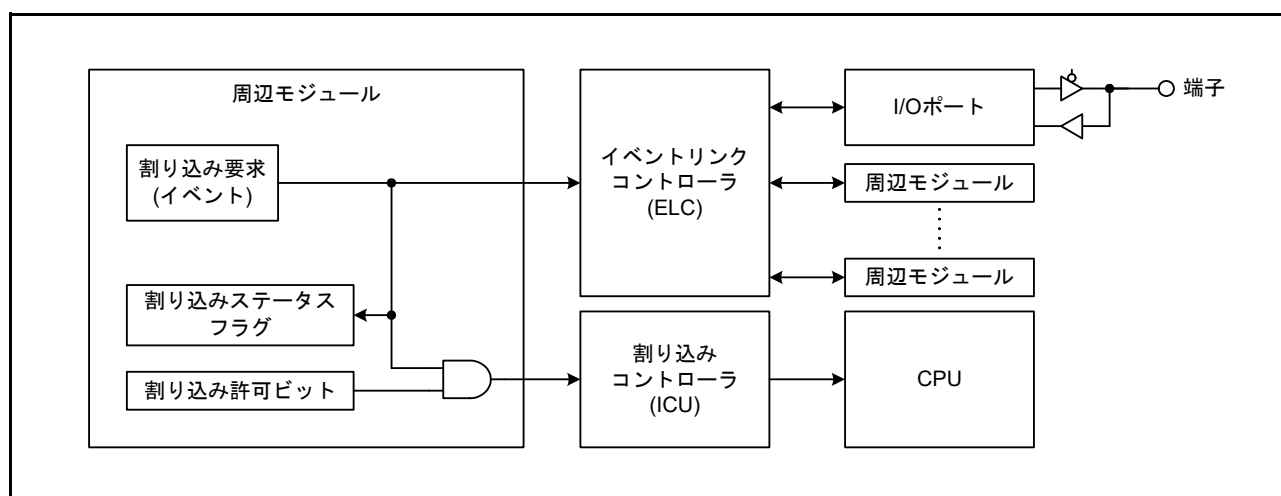 周辺モジュール
割り込み要求
(イベント)
割り込みステータス
フラグ
割り込み許可ビット
イベントリンク
コントローラ
(ELC)
割り込み
コントローラ
(ICU)
I/Oポート
端子
周辺モジュール
周辺モジュール
CPU